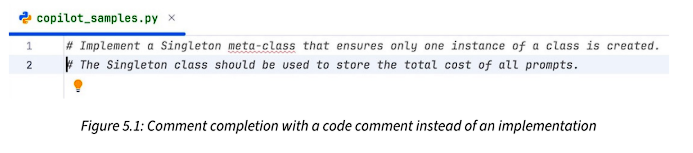 copilot_samples.py ×
1 # Implement a Singleton meta-class that ensures only one instance of a class is created.
2 # The Singleton class should be used to store the total cost of all prompts.
Figure 5.1: Comment completion with a code comment instead of an implementation